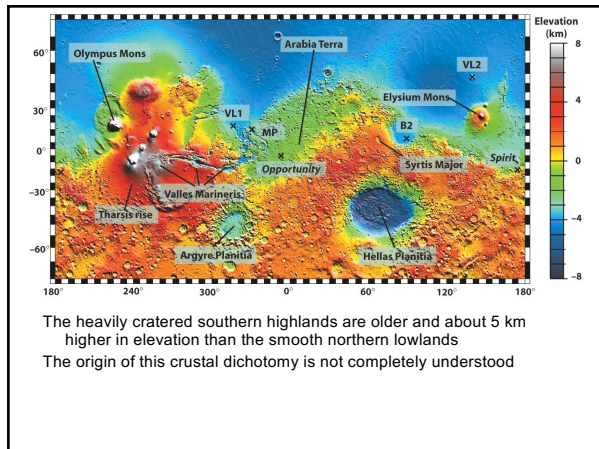 Elevation
(km)
60°
30°
0°
−30°
−60°
Olympus Mons
Arabia Terra
VL2
Elysium Mons
VL1
MP
B2
Opportunity
Syrtis Major
Spirit
Valles Marineris
Tharsis rise
Argyre Planitia
Hellas Planitia
180° 240° 300° 0° 60° 120° 180°
8
4
0
−4
−8
The heavily cratered southern highlands are older and about 5 km
higher in elevation than the smooth northern lowlands
The origin of this crustal dichotomy is not completely understood